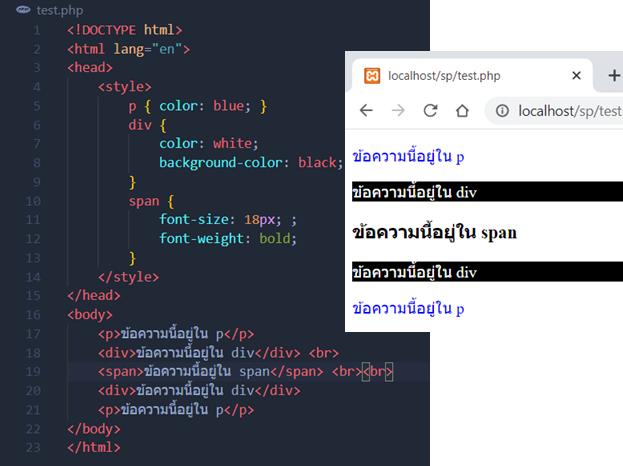 test.php
1 <!DOCTYPE html>
2 <html lang="en">
3 <head>
4 <style>
5 p { color: blue; }
6 div {
7 color: white;
8 background-color: black;
9 }
10 span {
11 font-size: 18px; ;
12 font-weight: bold;
13 }
14 </style>
15 </head>
16 <body>
17 <p>ข้อความนี้อยู่ใน p</p>
18 <div>ข้อความนี้อยู่ใน div</div> <br>
19 <span>ข้อความนี้อยู่ใน span</span> <br><br>
20 <div>ข้อความนี้อยู่ใน div</div>
21 <p>ข้อความนี้อยู่ใน p</p>
22 </body>
23 </html>
localhost/sp/test.php
localhost/sp/test.
ข้อความนี้อยู่ใน p
ข้อความนี้อยู่ใน div
ข้อความนี้อยู่ใน span
ข้อความนี้อยู่ใน div
ข้อความนี้อยู่ใน p